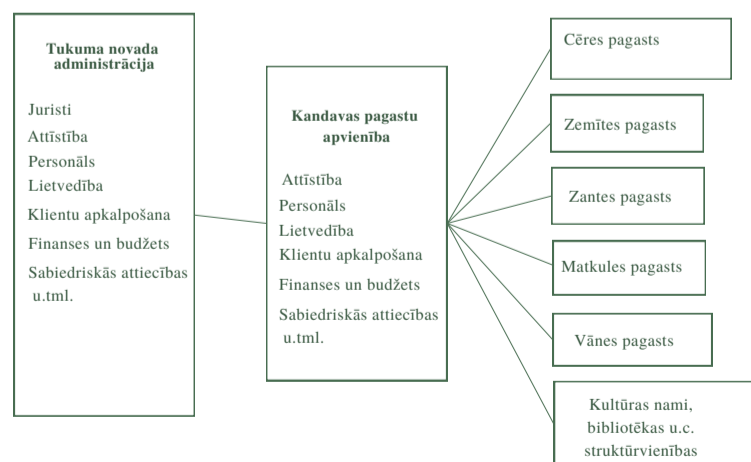 Tukuma novada
administrācija
Juristi
Attīstība
Personāls
Lietvedība
Klientu apkalpošana
Finanses un budžets
Sabiedriskās attiecības
u.tml.
Kandavas pagastu
apvienība
Attīstība
Personāls
Lietvedība
Klientu apkalpošana
Finanses un budžets
Sabiedriskās attiecības
u.tml.
Cēres pagasts
Zemītes pagasts
Zantes pagasts
Matkules pagasts
Vānes pagasts
Kultūras nami,
bibliotēkas u.c.
struktūrvienības